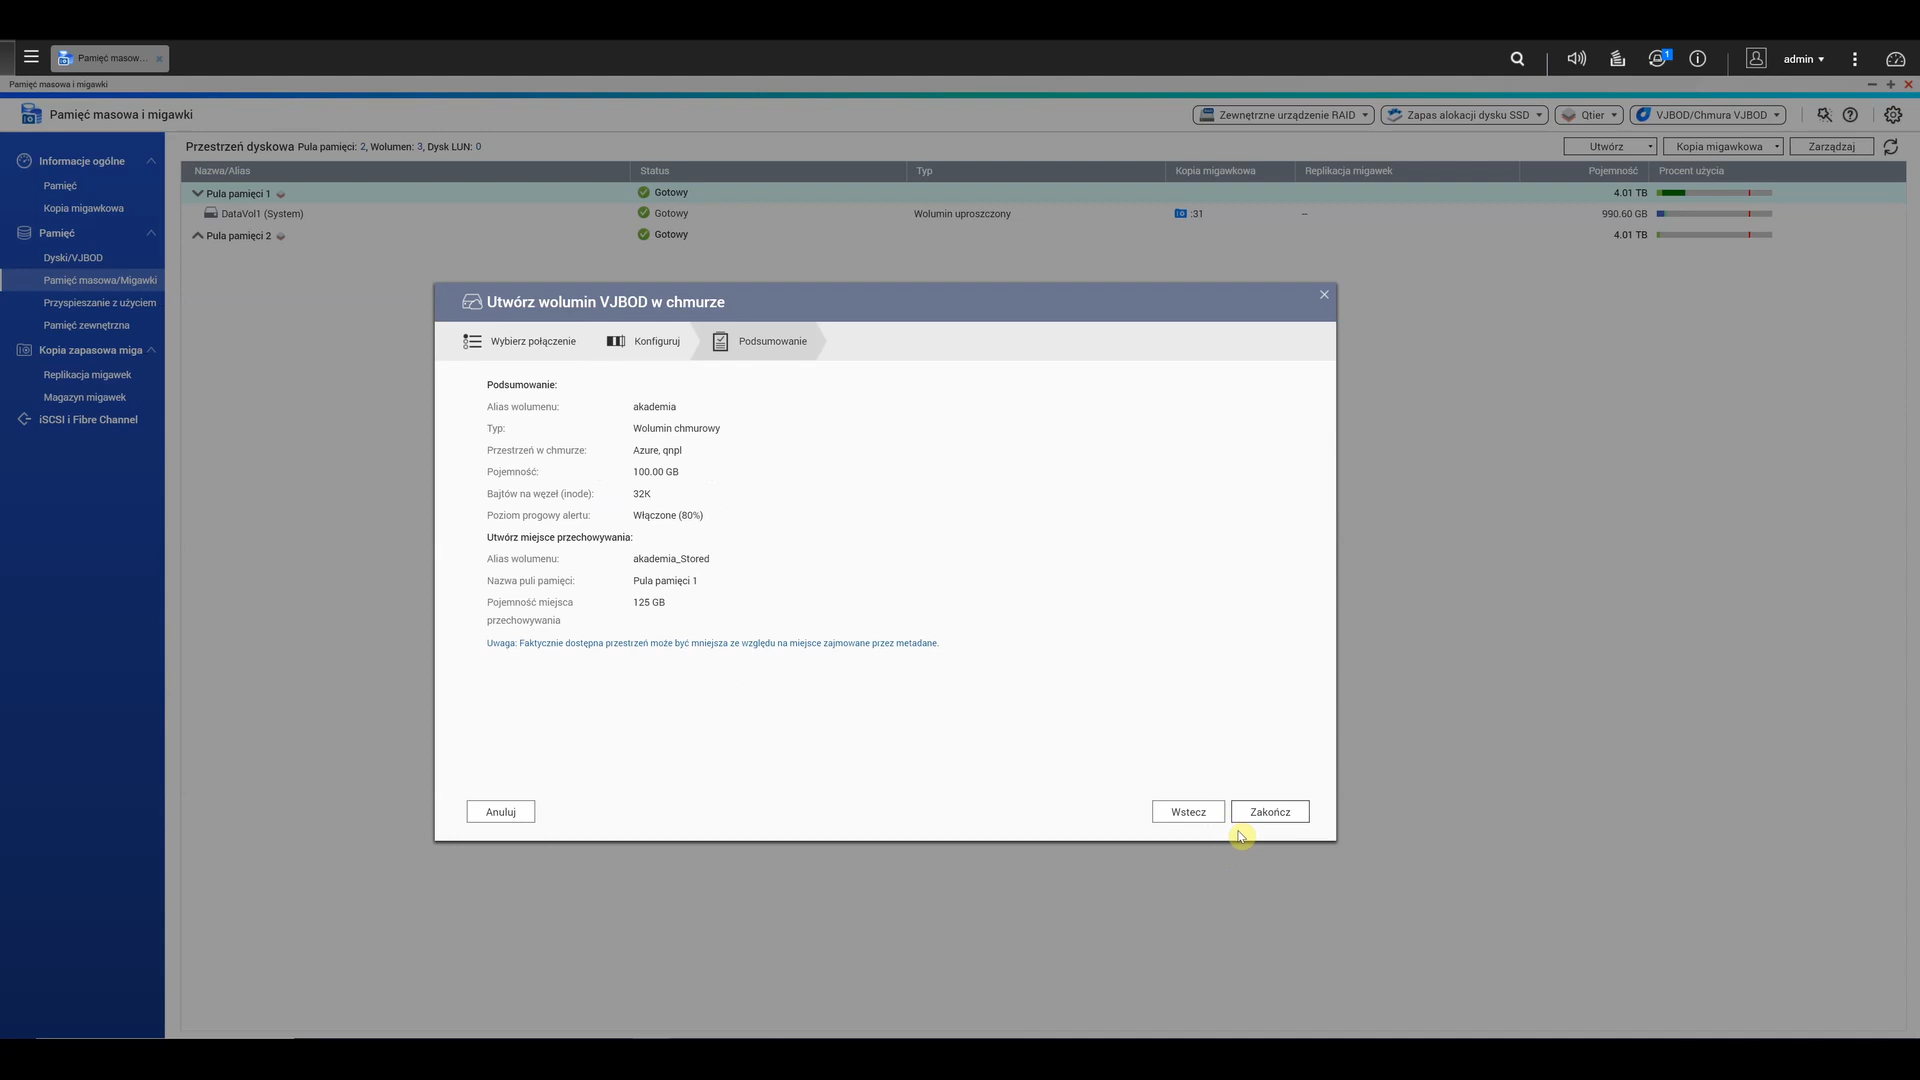 Pamięć masow...
1
admin
Pamięć masowa i migawki
Pamięć masowa i migawki
Zewnętrzne urządzenie RAID
Zapas alokacji dysku SSD
Qtier
VJBOD/Chmura VJBOD
Informacje ogólne
Pamięć
Kopia migawkowa
Pamięć
Dyski/VJBOD
Pamięć masowa/Migawki
Przyspieszanie z użyciem
Pamięć zewnętrzna
Kopia zapasowa miga
Replikacja migawek
Magazyn migawek
iSCSI i Fibre Channel
Przestrzeń dyskowa Pula pamięci: 2, Wolumen: 3, Dysk LUN: 0
Utwórz
Kopia migawkowa
Zarządzaj
Nazwa/Alias Status Typ Kopia migawkowa Replikacja migawek Pojemność Procent użycia
Pula pamięci 1 Gotowy 4.01 TB
DataVol1 (System) Gotowy Wolumin uproszczony :31 -- 990.60 GB
Pula pamięci 2 Gotowy 4.01 TB
Utwórz wolumin VJBOD w chmurze
Wybierz połączenie Konfiguruj Podsumowanie
Podsumowanie:
Alias wolumenu: akademia
Typ: Wolumin chmurowy
Przestrzeń w chmurze: Azure, qnpl
Pojemność: 100.00 GB
Bajtów na węzeł (inode): 32K
Poziom progowy alertu: Włączone (80%)
Utwórz miejsce przechowywania:
Alias wolumenu: akademia_Stored
Nazwa puli pamięci: Pula pamięci 1
Pojemność miejsca 125 GB
przechowywania
Uwaga: Faktycznie dostępna przestrzeń może być mniejsza ze względu na miejsce zajmowane przez metadane.
Anuluj
Wstecz
Zakończ